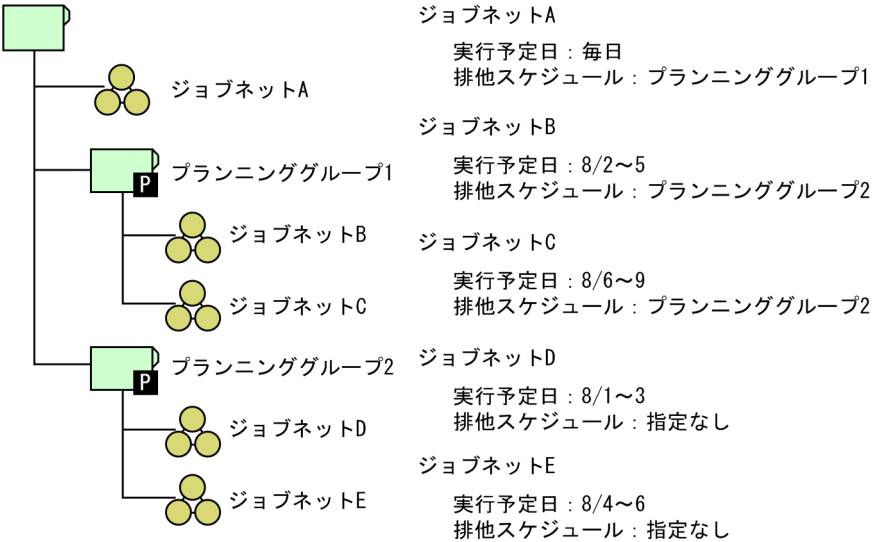 ジョブネットA
プランニンググループ1
P
ジョブネットB
ジョブネットC
プランニンググループ2
P
ジョブネットD
ジョブネットE
ジョブネットA
実行予定日：毎日
排他スケジュール：プランニンググループ1
ジョブネットB
実行予定日：8/2～5
排他スケジュール：プランニンググループ2
ジョブネットC
実行予定日：8/6～9
排他スケジュール：プランニンググループ2
ジョブネットD
実行予定日：8/1～3
排他スケジュール：指定なし
ジョブネットE
実行予定日：8/4～6
排他スケジュール：指定なし